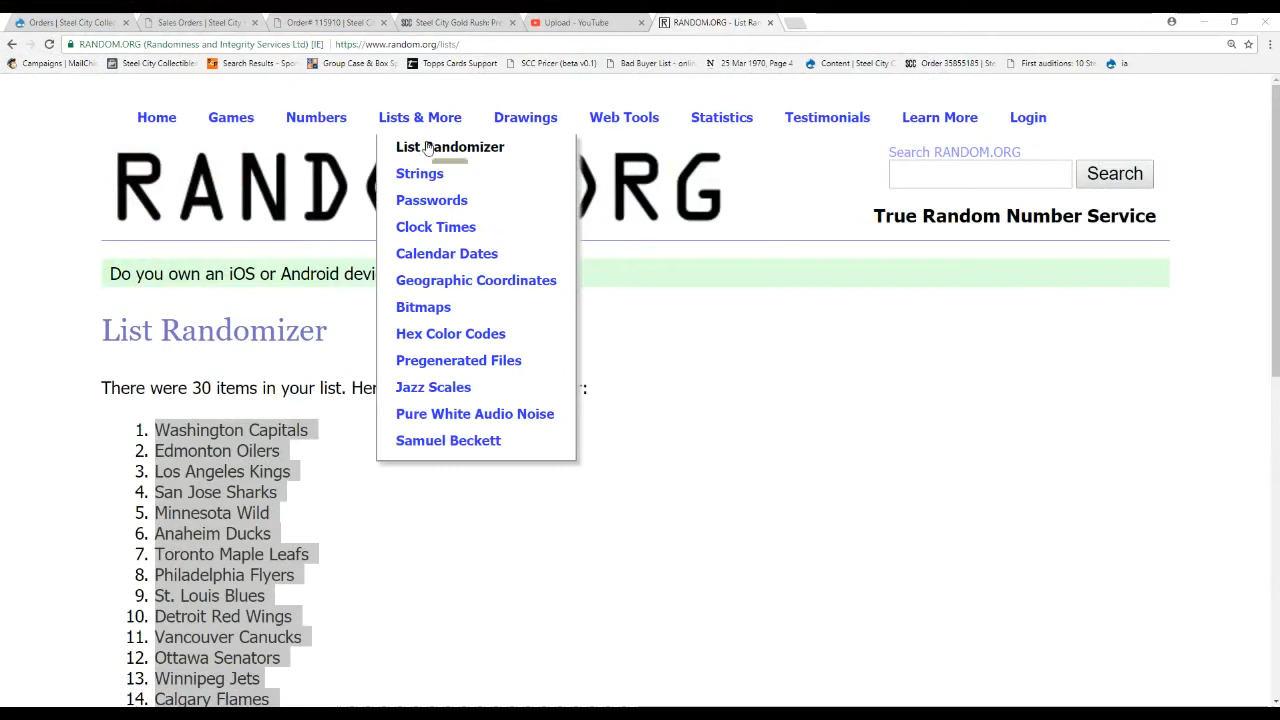 Orders | Steel City Collec
Sales Orders | Steel City
Order# 115910 | Steel Cit
Steel City Gold Rush: Pre
Upload - YouTube
RANDOM.ORG - List Ran
RANDOM.ORG (Randomness and Integrity Services Ltd) [IE] | https://www.random.org/lists/
Campaigns | MailChi
Steel City Collectibles
Search Results - Spo
Group Case & Box Sp
Topps Cards Support
SCC Pricer (beta v0.1)
Bad Buyer List - onlin
25 Mar 1970, Page 4
Content | Steel City C
Order 35855185 | Ste
First auditions: 10 Ste
ia
Home Games Numbers Lists & More Drawings Web Tools Statistics Testimonials Learn More Login
List Randomizer
Strings
Passwords
Clock Times
Calendar Dates
Geographic Coordinates
Bitmaps
Hex Color Codes
Pregenerated Files
Jazz Scales
Pure White Audio Noise
Samuel Beckett
RAND RG
Search RANDOM.ORG
Search
True Random Number Service
Do you own an iOS or Android devi
List Randomizer
There were 30 items in your list. Her :
1. Washington Capitals
2. Edmonton Oilers
3. Los Angeles Kings
4. San Jose Sharks
5. Minnesota Wild
6. Anaheim Ducks
7. Toronto Maple Leafs
8. Philadelphia Flyers
9. St. Louis Blues
10. Detroit Red Wings
11. Vancouver Canucks
12. Ottawa Senators
13. Winnipeg Jets
14. Calgary Flames